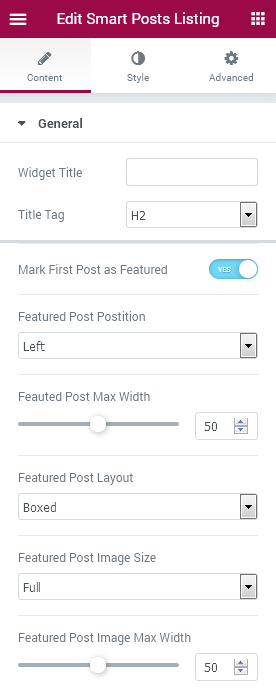 Edit Smart Posts Listing
Content Style Advanced
General
Widget Title
Title Tag H2
Mark First Post as Featured YES
Featured Post Postition
Left
Feauted Post Max Width
50
Featured Post Layout
Boxed
Featured Post Image Size
Full
Featured Post Image Max Width
50